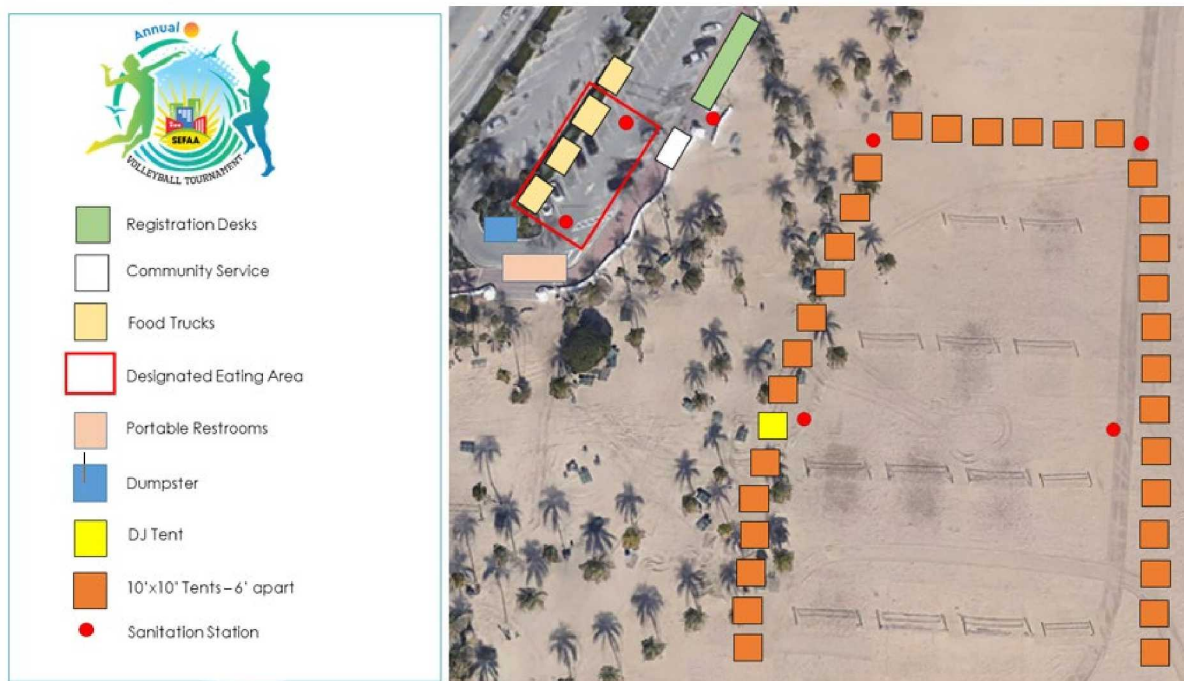 Annual
SEFAA
VOLLEYBALL TOURNAMENT
Registration Desks
Community Service
Food Trucks
Designated Eating Area
Portable Restrooms
Dumpster
DJ Tent
10'x10' Tents – 6' apart
Sanitation Station